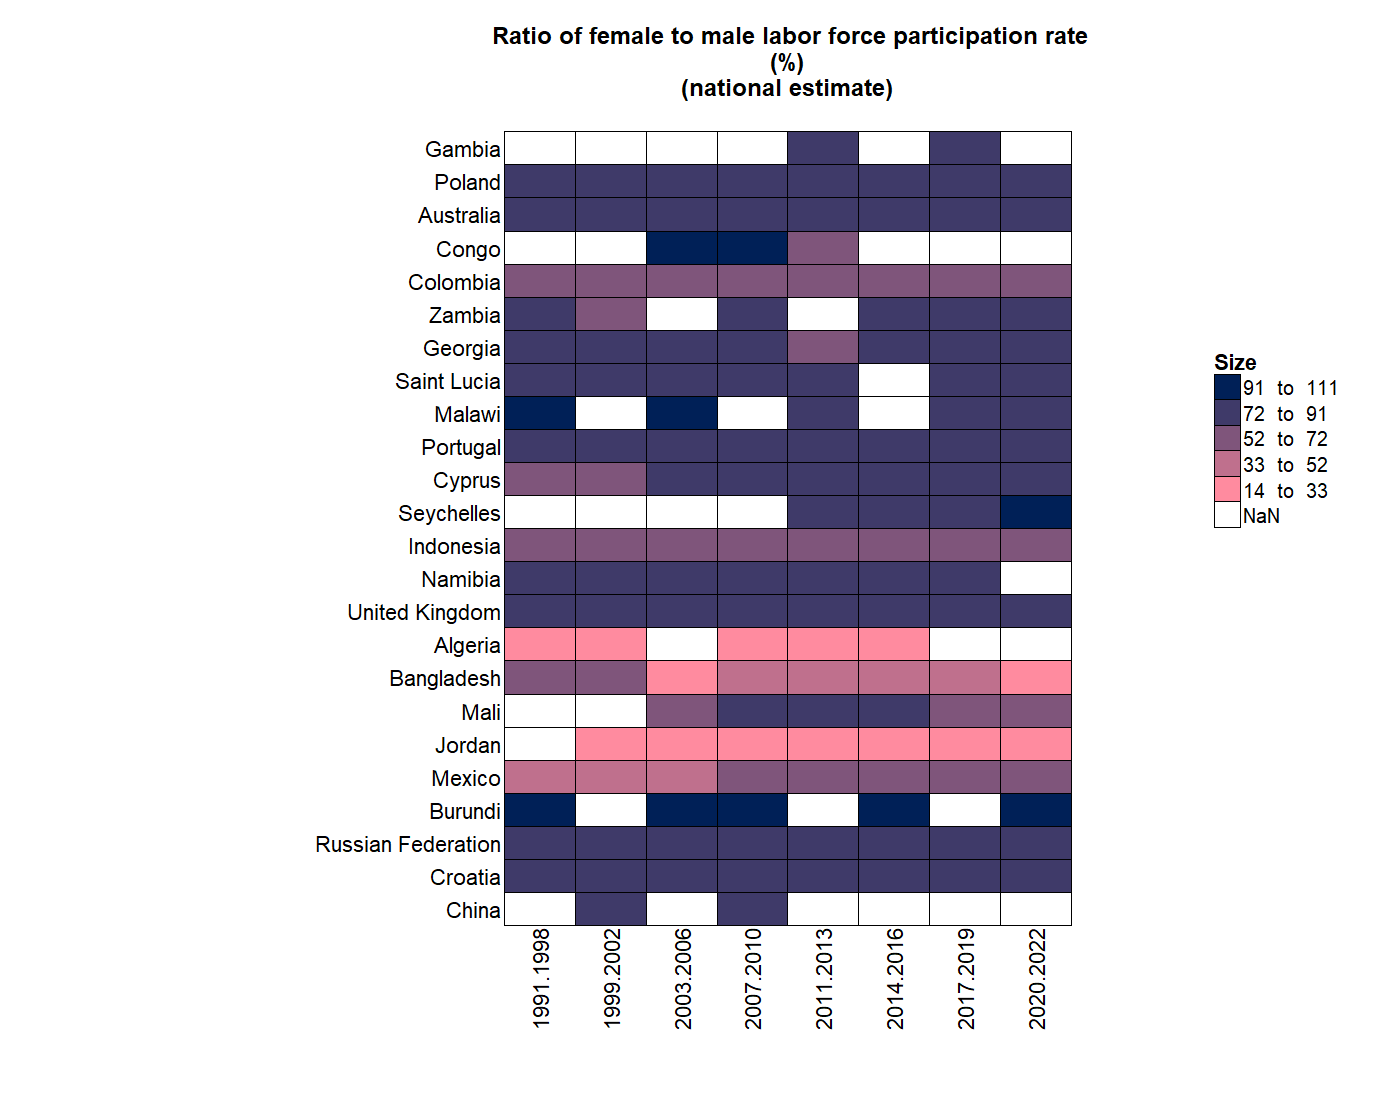 Ratio of female to male labor force participation rate
(%)
(national estimate)
Gambia
Poland
Australia
Congo
Colombia
Zambia
Georgia
Saint Lucia
Malawi
Portugal
Cyprus
Seychelles
Indonesia
Namibia
United Kingdom
Algeria
Bangladesh
Mali
Jordan
Mexico
Burundi
Russian Federation
Croatia
China
1991.1998
1999.2002
2003.2006
2007.2010
2011.2013
2014.2016
2017.2019
2020.2022
Size
91 to 111
72 to 91
52 to 72
33 to 52
14 to 33
NaN